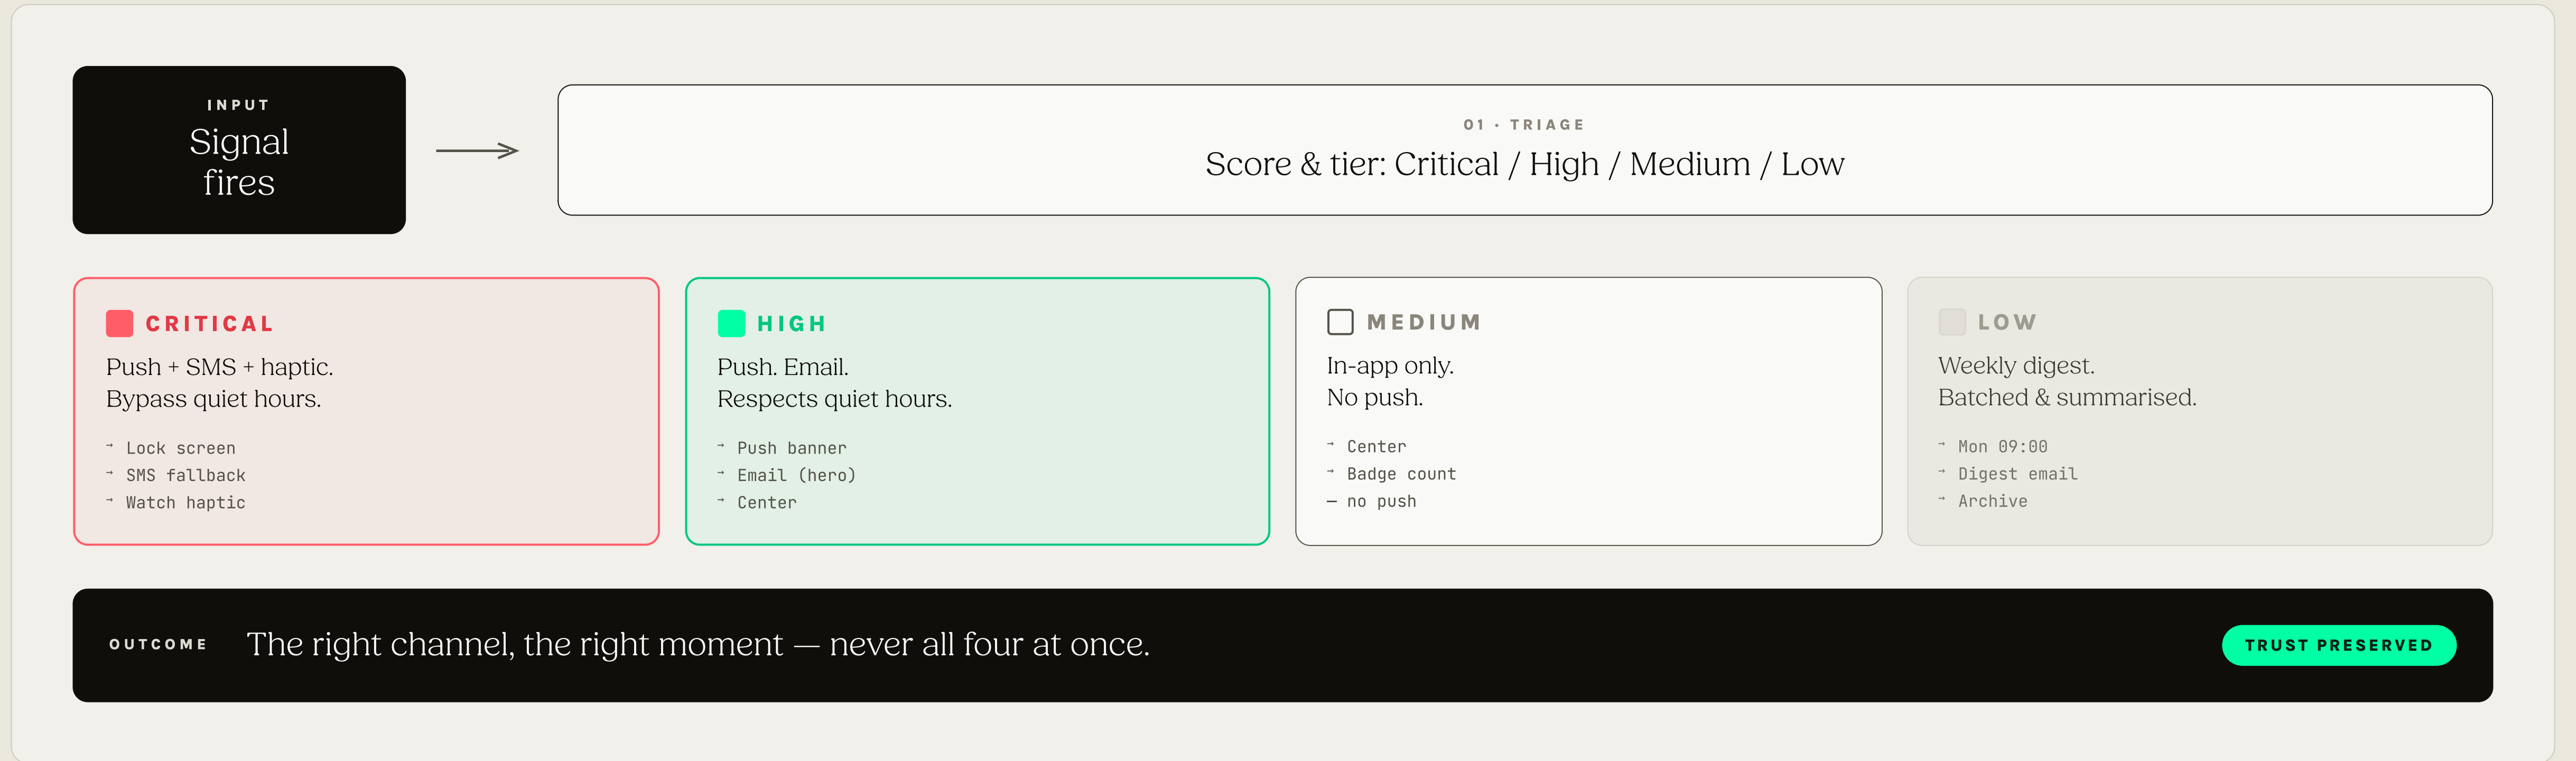 INPUT
Signal
fires
01 · TRIAGE
Score & tier: Critical / High / Medium / Low
CRITICAL
Push + SMS + haptic.
Bypass quiet hours.
→ Lock screen
→ SMS fallback
→ Watch haptic
HIGH
Push. Email.
Respects quiet hours.
→ Push banner
→ Email (hero)
→ Center
MEDIUM
In-app only.
No push.
→ Center
→ Badge count
— no push
LOW
Weekly digest.
Batched & summarised.
→ Mon 09:00
→ Digest email
→ Archive
OUTCOME
The right channel, the right moment — never all four at once.
TRUST PRESERVED